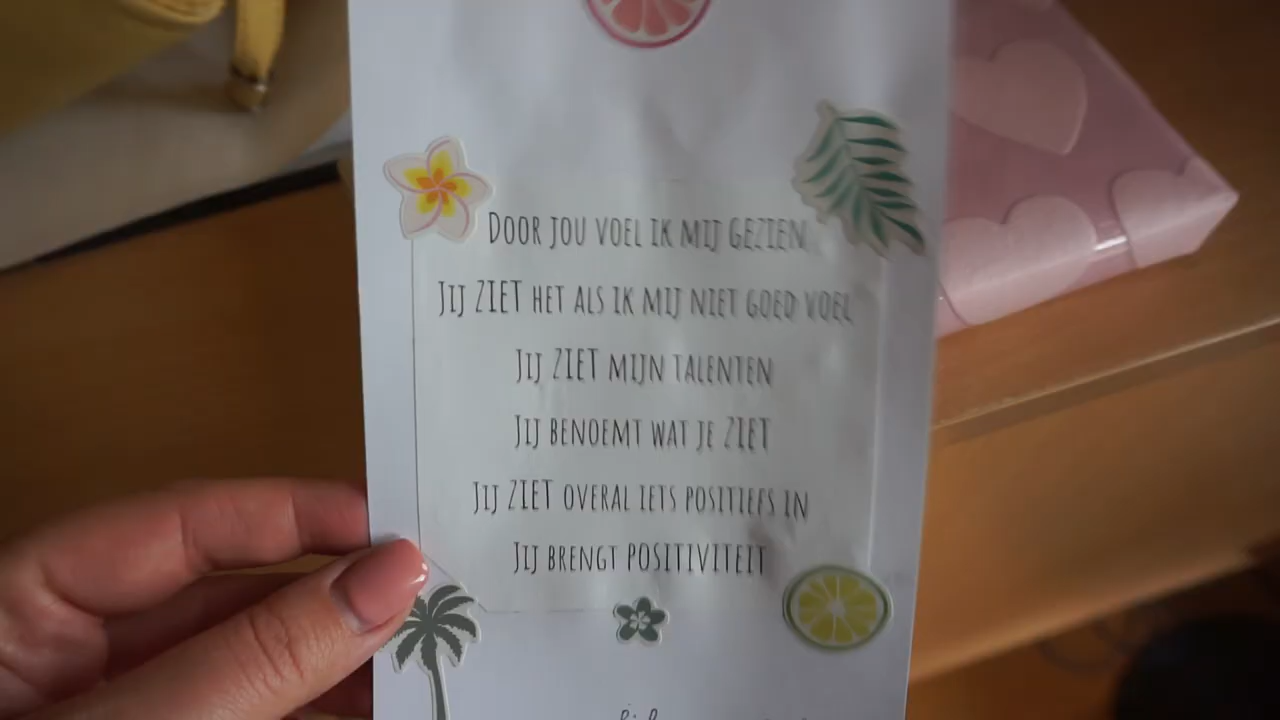 Door jou voel ik mij GEZIEN
Jij ZIET het als ik mij niet goed voel
Jij ZIET mijn talenten
Jij benoemt wat je ZIET
Jij ZIET overal iets positiefs in
Jij brengt POSITIVITEIT